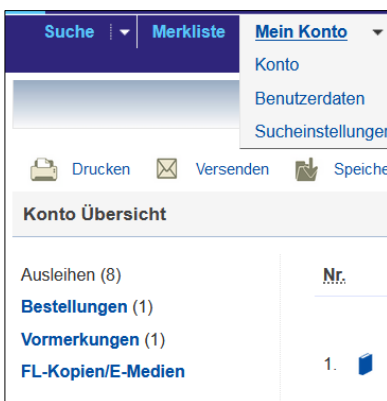 Suche Merkliste Mein Konto
Konto
Benutzerdaten
Sucheinstellungen
Drucken Versenden Speiche
Konto Übersicht
Ausleihen (8) Nr.
Bestellungen (1)
Vormerkungen (1)
1.
FL-Kopien/E-Medien